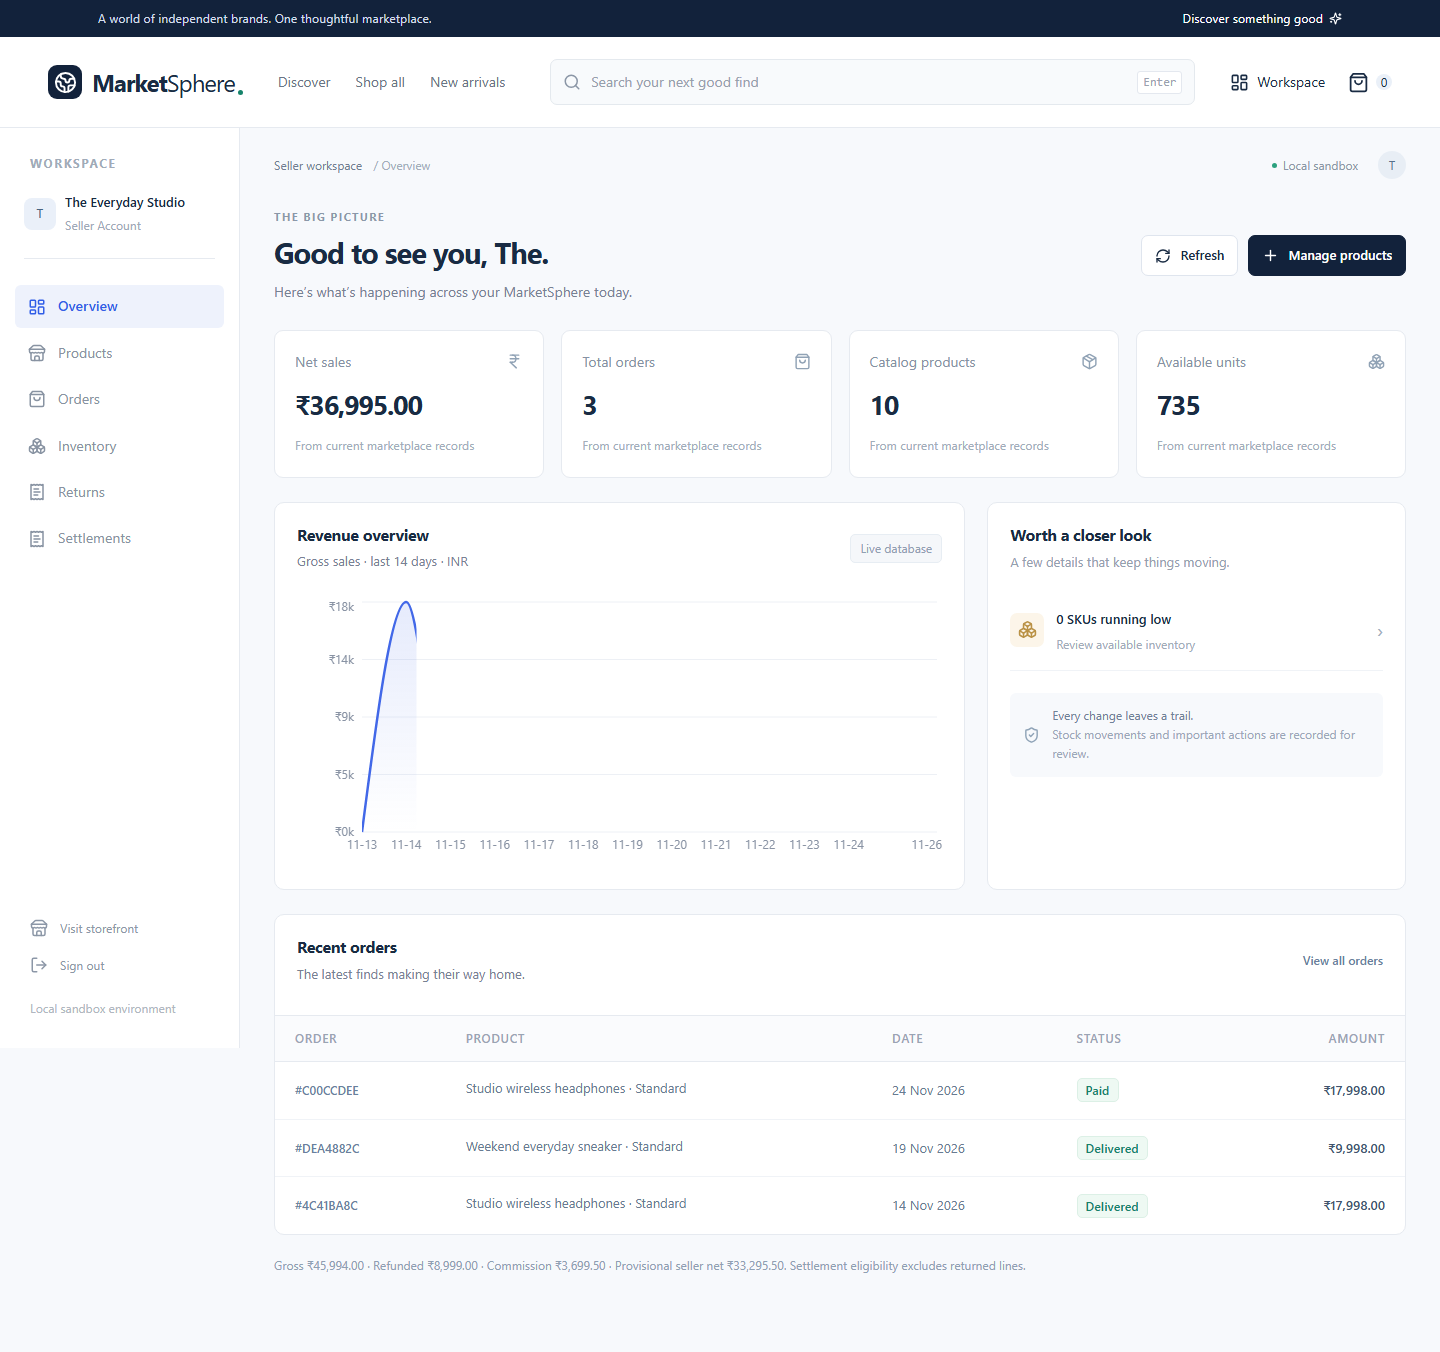 A world of independent brands. One thoughtful marketplace.
Discover something good
MarketSphere.
Discover
Shop all
New arrivals
Search your next good find
Enter
Workspace
0
WORKSPACE
T
The Everyday Studio
Seller Account
Overview
Products
Orders
Inventory
Returns
Settlements
Visit storefront
Sign out
Local sandbox environment
Seller workspace / Overview
Local sandbox
T
THE BIG PICTURE
Good to see you, The.
Here’s what’s happening across your MarketSphere today.
Refresh
Manage products
Net sales
₹36,995.00
From current marketplace records
Total orders
3
From current marketplace records
Catalog products
10
From current marketplace records
Available units
735
From current marketplace records
Revenue overview
Gross sales · last 14 days · INR
Live database
₹18k
₹14k
₹9k
₹5k
₹0k
11-13 11-14 11-15 11-16 11-17 11-18 11-19 11-20 11-21 11-22 11-23 11-24 11-26
Worth a closer look
A few details that keep things moving.
0 SKUs running low
Review available inventory
Every change leaves a trail.
Stock movements and important actions are recorded for
review.
Recent orders
The latest finds making their way home.
View all orders
ORDER PRODUCT DATE STATUS AMOUNT
#C00CCDEE Studio wireless headphones · Standard 24 Nov 2026 Paid ₹17,998.00
#DEA4882C Weekend everyday sneaker · Standard 19 Nov 2026 Delivered ₹9,998.00
#4C41BA8C Studio wireless headphones · Standard 14 Nov 2026 Delivered ₹17,998.00
Gross ₹45,994.00 · Refunded ₹8,999.00 · Commission ₹3,699.50 · Provisional seller net ₹33,295.50. Settlement eligibility excludes returned lines.